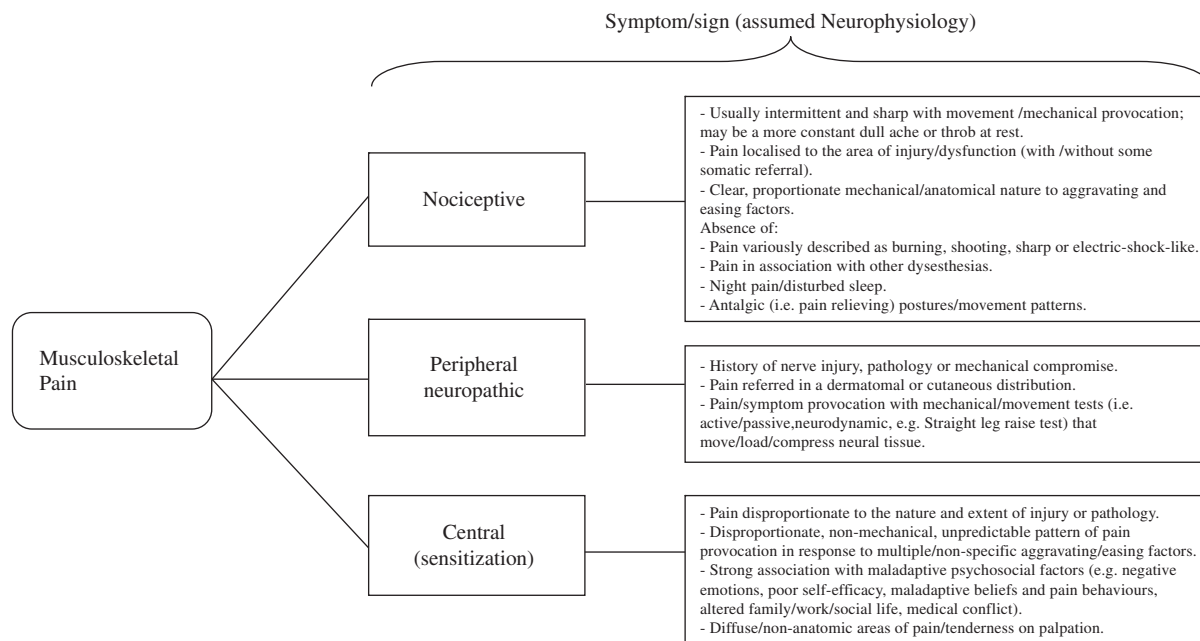 Symptom/sign (assumed Neurophysiology)
Musculoskeletal
Pain
Nociceptive
- Usually intermittent and sharp with movement /mechanical provocation;
may be a more constant dull ache or throb at rest.
- Pain localised to the area of injury/dysfunction (with /without some
somatic referral).
- Clear, proportionate mechanical/anatomical nature to aggravating and
easing factors.
Absence of:
- Pain variously described as burning, shooting, sharp or electric-shock-like.
- Pain in association with other dysesthesias.
- Night pain/disturbed sleep.
- Antalgic (i.e. pain relieving) postures/movement patterns.
Peripheral
neuropathic
- History of nerve injury, pathology or mechanical compromise.
- Pain referred in a dermatomal or cutaneous distribution.
- Pain/symptom provocation with mechanical/movement tests (i.e.
active/passive,neurodynamic, e.g. Straight leg raise test) that
move/load/compress neural tissue.
Central
(sensitization)
- Pain disproportionate to the nature and extent of injury or pathology.
- Disproportionate, non-mechanical, unpredictable pattern of pain
provocation in response to multiple/non-specific aggravating/easing factors.
- Strong association with maladaptive psychosocial factors (e.g. negative
emotions, poor self-efficacy, maladaptive beliefs and pain behaviours,
altered family/work/social life, medical conflict).
- Diffuse/non-anatomic areas of pain/tenderness on palpation.